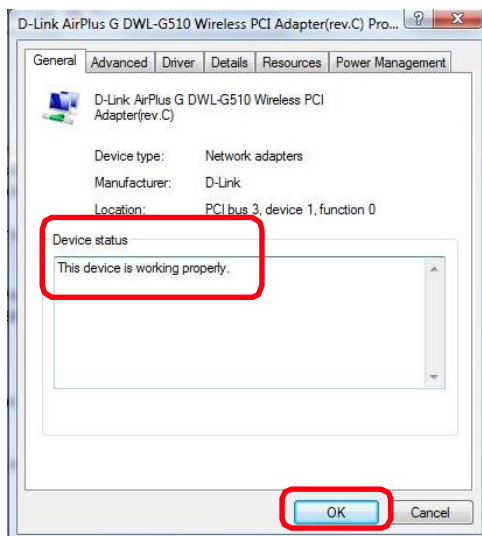 D-Link AirPlus G DWL-G510 Wireless PCI Adapter(rev.C) Pro...
General Advanced Driver Details Resources Power Management
D-Link AirPlus G DWL-G510 Wireless PCI
Adapter(rev.C)
Device type: Network adapters
Manufacturer: D-Link
Location: PCI bus 3, device 1, function 0
Device status
This device is working properly.
OK Cancel